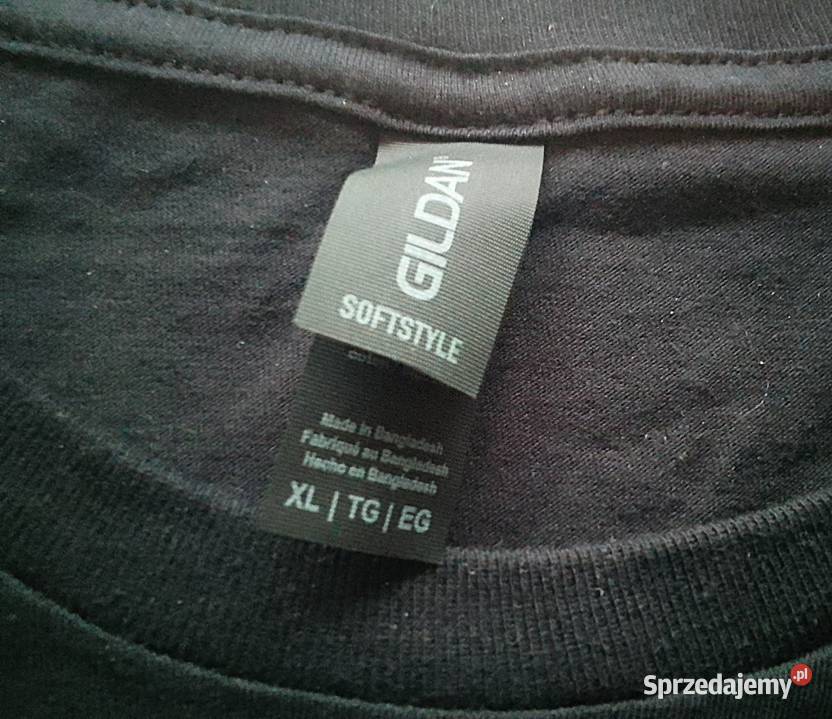 GILDAN
SOFTSTYLE
Made in Bangladesh
Fabriqué au Bangladesh
Hecho en Bangladesh
XL | TG | EG
Sprzedajemy.pl